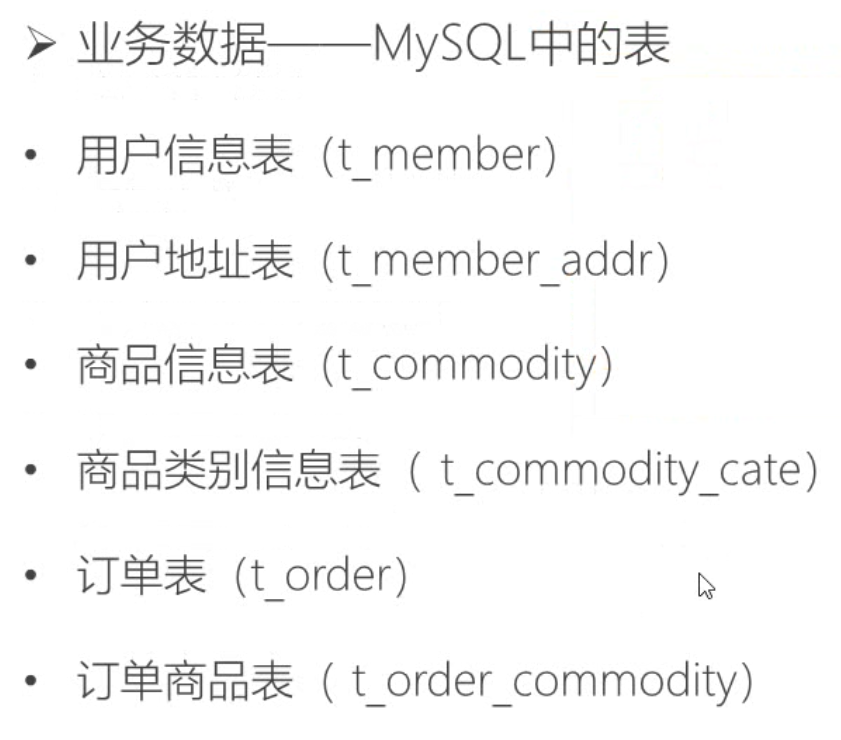 ➢ 业务数据——MySQL中的表
• 用户信息表（t_member）
• 用户地址表（t_member_addr）
• 商品信息表（t_commodity）
• 商品类别信息表（ t_commodity_cate）
• 订单表（t_order）
• 订单商品表（ t_order_commodity）